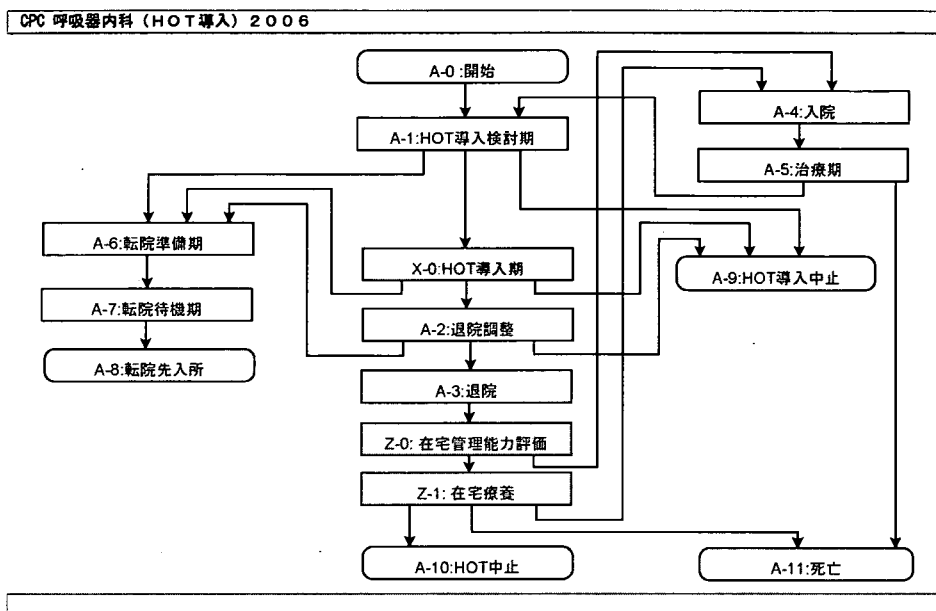 CPC 呼吸器内科(HOT導入)2006
A-0:開始
A-1:HOT導入検討期
A-4:入院
A-5:治療期
A-6:転院準備期
A-7:転院待機期
A-8:転院先入所
X-0:HOT導入期
A-9:HOT導入中止
A-2:退院調整
A-3:退院
Z-0: 在宅管理能力評価
Z-1: 在宅療養
A-10:HOT中止
A-11:死亡